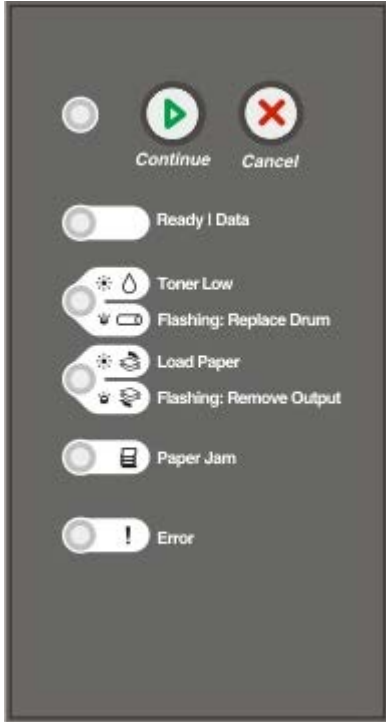 Continue Cancel
Ready | Data
Toner Low
Flashing: Replace Drum
Load Paper
Flashing: Remove Output
Paper Jam
! Error